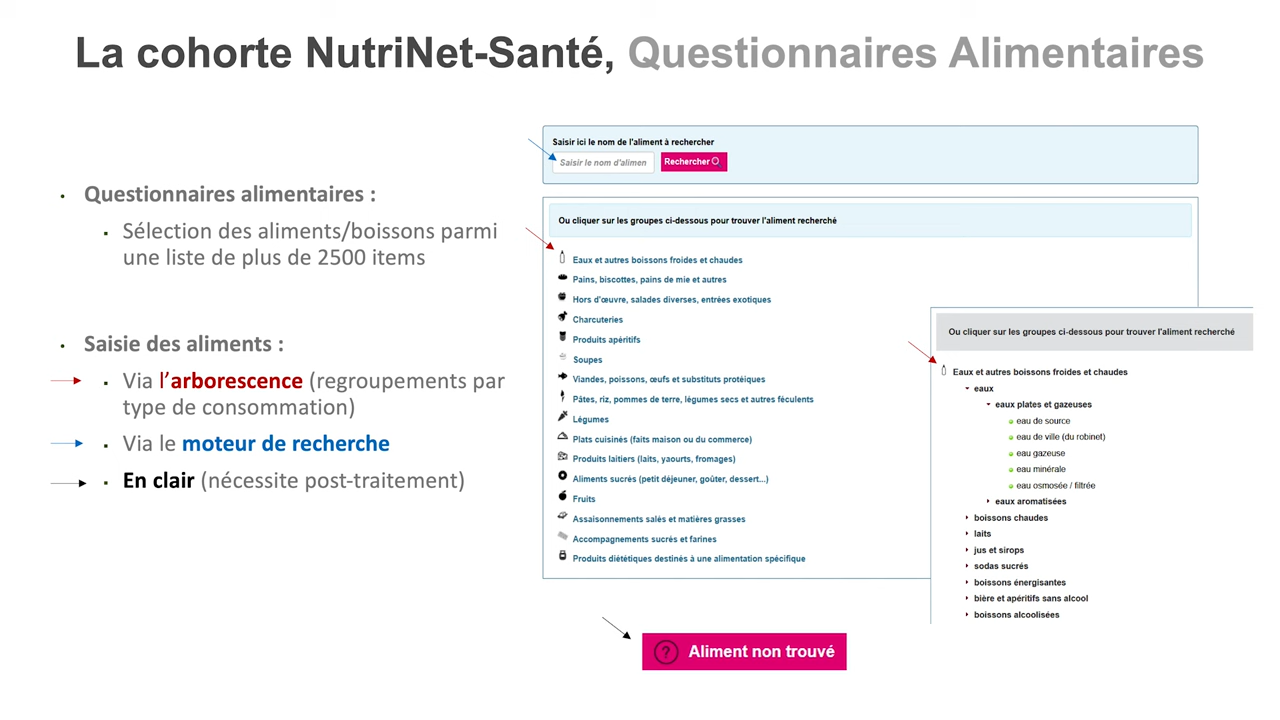 La cohorte NutriNet-Santé, Questionnaires Alimentaires
• Questionnaires alimentaires :
▪ Sélection des aliments/boissons parmi
une liste de plus de 2500 items
• Saisie des aliments :
▪ Via l'arborescence (regroupements par
type de consommation)
▪ Via le moteur de recherche
▪ En clair (nécessite post-traitement)
Saisir ici le nom de l'aliment à rechercher
Saisir le nom d'alimen
Rechercher
Ou cliquer sur les groupes ci-dessous pour trouver l'aliment recherché
Eaux et autres boissons froides et chaudes
Pains, biscottes, pains de mie et autres
Hors d'œuvre, salades diverses, entrées exotiques
Charcuteries
Produits apéritifs
Soupes
Viandes, poissons, œufs et substituts protéiques
Pâtes, riz, pommes de terre, légumes secs et autres féculents
Légumes
Plats cuisinés (faits maison ou du commerce)
Produits laitiers (laits, yaourts, fromages)
Aliments sucrés (petit déjeuner, goûter, dessert...)
Fruits
Assaisonnements salés et matières grasses
Accompagnements sucrés et farines
Produits diététiques destinés à une alimentation spécifique
Ou cliquer sur les groupes ci-dessous pour trouver l'aliment recherché
Eaux et autres boissons froides et chaudes
eaux
eaux plates et gazeuses
eau de source
eau de ville (du robinet)
eau gazeuse
eau minérale
eau osmosée / filtrée
eaux aromatisées
boissons chaudes
laits
jus et sirops
sodas sucrés
boissons énergisantes
bière et apéritifs sans alcool
boissons alcoolisées
? Aliment non trouvé